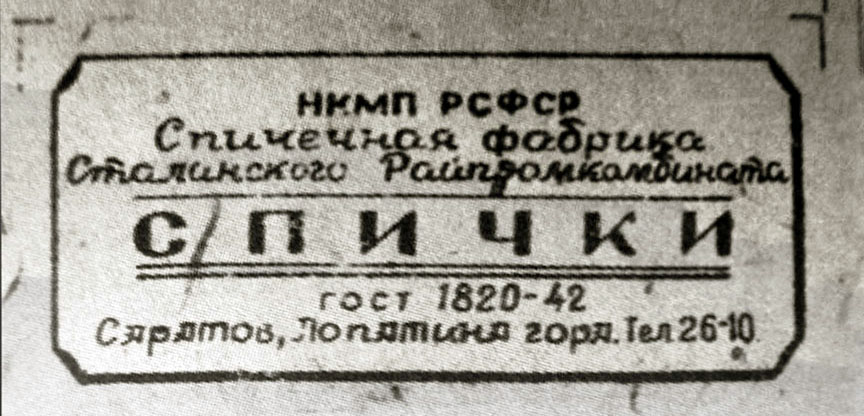 НКМП РСФСР
Спичечная фабрика
Сталинского Райпромкомбината
СПИЧКИ
гост 1820-42
Саратов, Лопатина гора. Тел 26-10